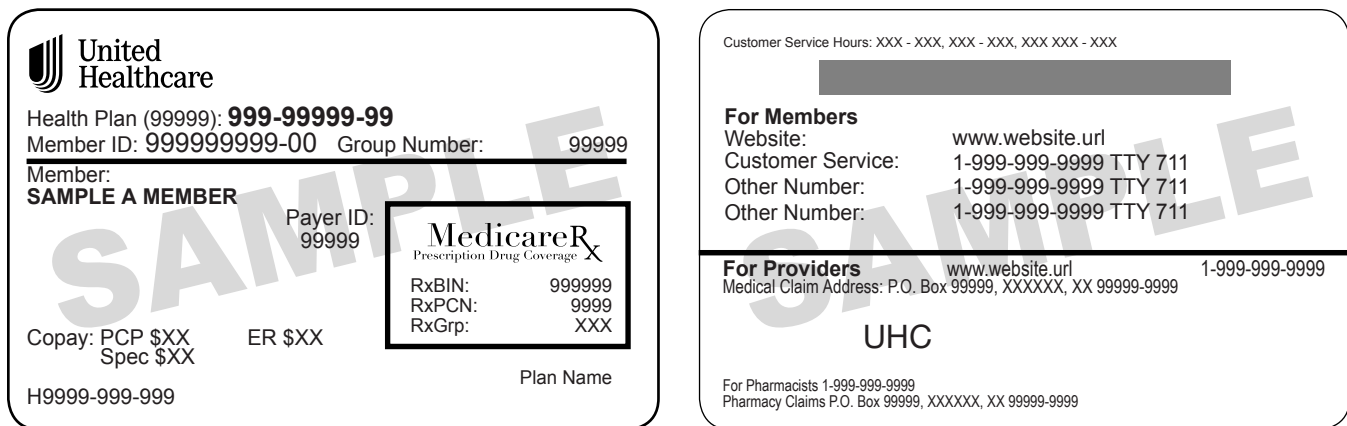 United
Healthcare
Health Plan (99999): 999-99999-99
Member ID: 999999999-00 Group Number: 99999
Member:
SAMPLE A MEMBER
Payer ID:
99999
MedicareRx
Prescription Drug Coverage
RxBIN: 999999
RxPCN: 9999
RxGrp: XXX
Copay: PCP $XX ER $XX
Spec $XX
Plan Name
H9999-999-999
SAMPLE
Customer Service Hours: XXX - XXX, XXX - XXX, XXX XXX - XXX
For Members
Website: www.website.url
Customer Service: 1-999-999-9999 TTY 711
Other Number: 1-999-999-9999 TTY 711
Other Number: 1-999-999-9999 TTY 711
For Providers www.website.url 1-999-999-9999
Medical Claim Address: P.O. Box 99999, XXXXXX, XX 99999-9999
UHC
For Pharmacists 1-999-999-9999
Pharmacy Claims P.O. Box 99999, XXXXXX, XX 99999-9999
SAMPLE